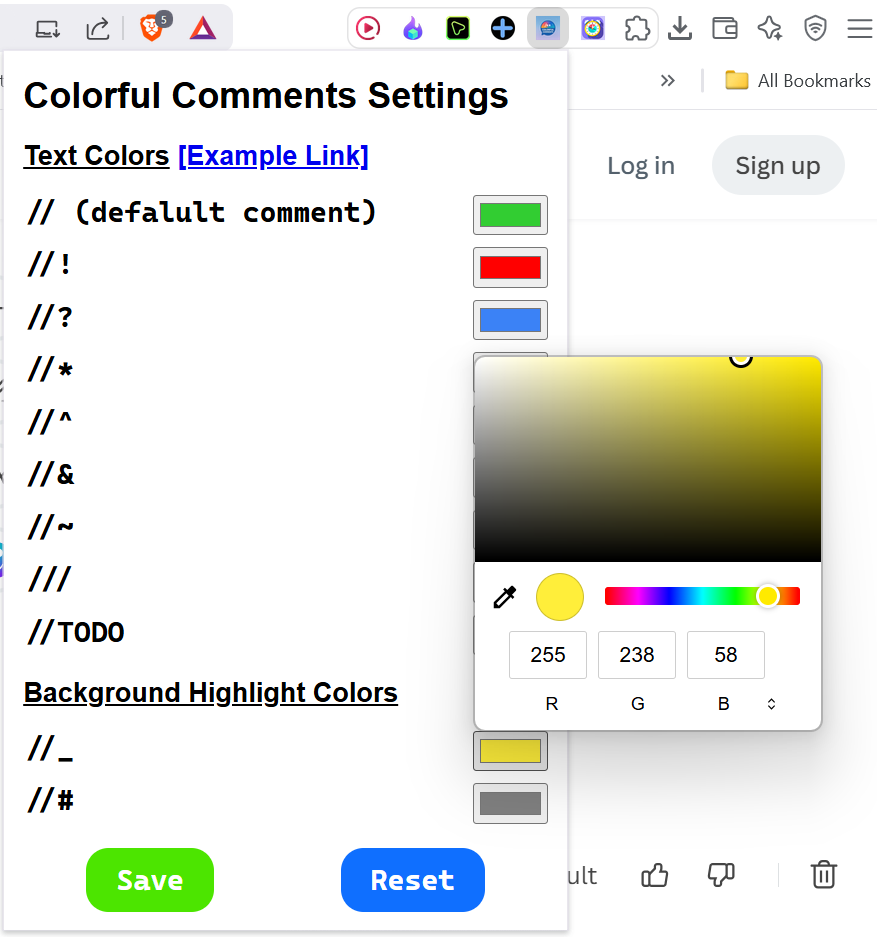 5
»
All Bookmarks
Colorful Comments Settings
Log in
Sign up
Text Colors [Example Link]
// (defalult comment)
//!
//?
//*
//^
//&
//~
///
//TODO
255 238 58
R G B
Background Highlight Colors
//_
//#
Save Reset
ult